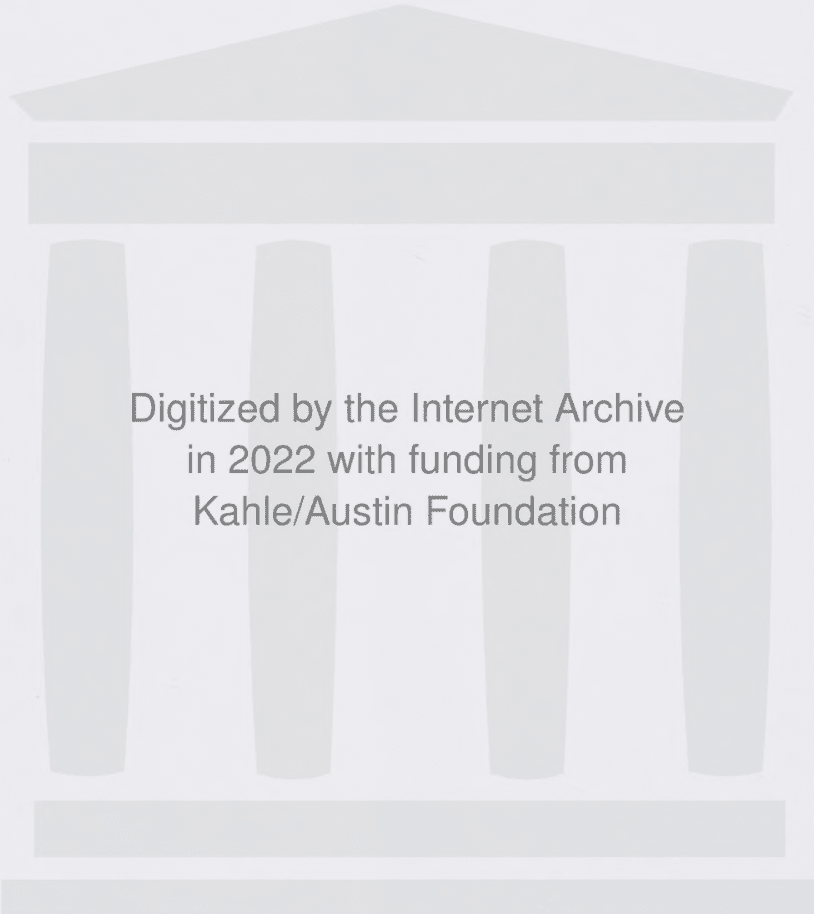 Digitized by the Internet Archive
in 2022 with funding from
Kahle/Austin Foundation